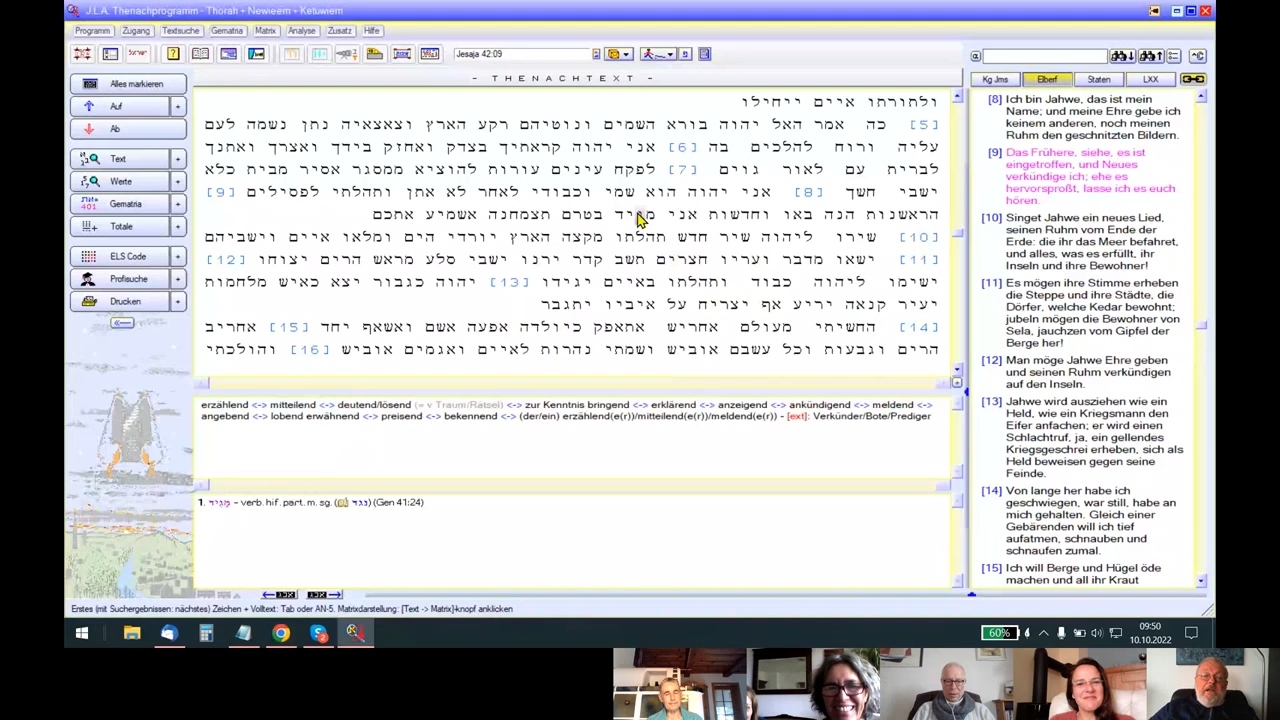 J.L.A. Thenachprogramm - Thorah + Newieem + Ketuwiem
Programm Zugang Textsuche Gematria Matrix Analyse Zusatz Hilfe
Jesaja 42:09
- THENACHTEXT -
Kg Jms Elberf Staten LXX
Alles markieren
Auf
Ab
Text
Werte
Gematria
Totale
ELS Code
Profisuche
Drucken
ולתורתו איים ייחילו
[5] כה אמר האל יהוה בורא השמים ונוטיהם רקע הארץ וצאצאיה נתן נשמה לעם
עליה ורוח להלכים בה [6] אני יהוה קראתיך בצדק ואחזק בידך ואצרך ואתנך
לברית עם לאור גוים [7] לפקח עינים עורות להוציא ממסגר אסיר מבית כלא
ישבי חשך [8] אני יהוה הוא שמי וכבודי לאחר לא אתן ותהלתי לפסילים [9]
הראשנות הנה באו וחדשות אני מגיד בטרם תצמחנה אשמיע אתכם
[10] שירו ליהוה שיר חדש תהלתו מקצה הארץ יורדי הים ומלאו איים וישביהם
[11] ישאו מדבר ועריו חצרים תשב קדר ירנו ישבי סלע מראש הרים יצוחו [12]
ישימו ליהוה כבוד ותהלתו באיים יגידו [13] יהוה כגבור יצא כאיש מלחמות
יעיר קנאה יריע אף יצריח על איביו יתגבר
[14] החשיתי מעולם אחריש אתאפק כיולדה אפעה אשם ואשאף יחד [15] אחריב
הרים וגבעות וכל עשבם אוביש ושמתי נהרות לאיים ואגמים אוביש [16] והולכתי
erzählend <-> mitteilend <-> deutend/lösend (= v Traum/Rätsel) <-> zur Kenntnis bringend <-> erklärend <-> anzeigend <-> ankündigend <-> meldend <->
angebend <-> lobend erwähnend <-> preisend <-> bekennend <-> (der/ein) erzählend(e(r))/mitteilend(e(r))/meldend(e(r)) - [ext]: Verkünder/Bote/Prediger
1. מַגִּיד - verb. hif. part. m. sg. (נגד) (Gen 41:24)
[8] Ich bin Jahwe, das ist mein
Name; und meine Ehre gebe ich
keinem anderen, noch meinen
Ruhm den geschnitzten Bildern.
[9] Das Frühere, siehe, es ist
eingetroffen, und Neues
verkündige ich; ehe es
hervorsproßt, lasse ich es euch
hören.
[10] Singet Jahwe ein neues Lied,
seinen Ruhm vom Ende der
Erde: die ihr das Meer befahret,
und alles, was es erfüllt, ihr
Inseln und ihre Bewohner!
[11] Es mögen ihre Stimme erheben
die Steppe und ihre Städte, die
Dörfer, welche Kedar bewohnt;
jubeln mögen die Bewohner von
Sela, jauchzen vom Gipfel der
Berge her!
[12] Man möge Jahwe Ehre geben
und seinen Ruhm verkündigen
auf den Inseln.
[13] Jahwe wird ausziehen wie ein
Held, wie ein Kriegsmann den
Eifer anfachen; er wird einen
Schlachtruf, ja, ein gellendes
Kriegsgeschrei erheben, sich als
Held beweisen gegen seine
Feinde.
[14] Von lange her habe ich
geschwiegen, war still, habe an
mich gehalten. Gleich einer
Gebärenden will ich tief
aufatmen, schnauben und
schnaufen zumal.
[15] Ich will Berge und Hügel öde
machen und all ihr Kraut
Erstes (mit Suchergebnissen: nächstes) Zeichen + Volltext: Tab oder AN-5. Matrixdarstellung: [Text -> Matrix]-knopf anklicken
60%
09:50
10.10.2022